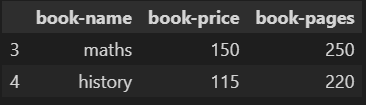 book-name book-price book-pages
3 maths 150 250
4 history 115 220